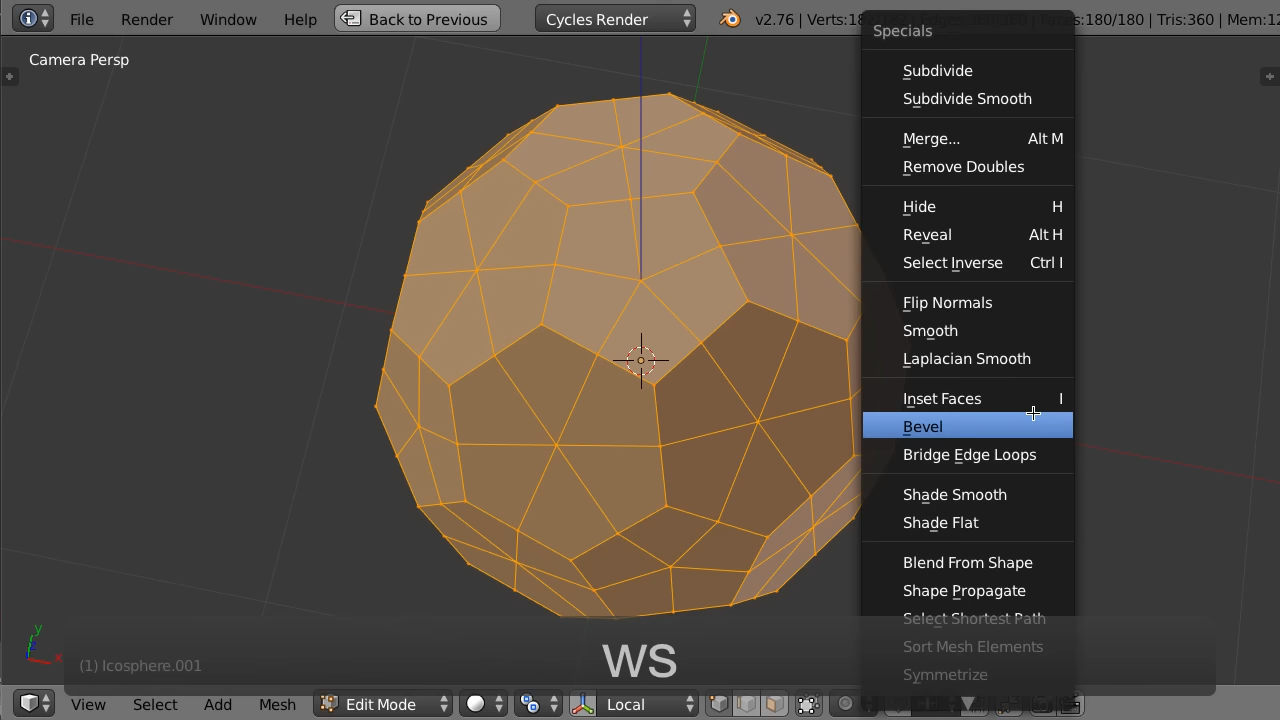 File Render Window Help Back to Previous Cycles Render v2.76 | Verts:182
Faces:180/180 | Tris:360 | Mem:12
Camera Persp
Specials
Subdivide
Subdivide Smooth
Merge... Alt M
Remove Doubles
Hide H
Reveal Alt H
Select Inverse Ctrl I
Flip Normals
Smooth
Laplacian Smooth
Inset Faces I
Bevel
Bridge Edge Loops
Shade Smooth
Shade Flat
Blend From Shape
Shape Propagate
Select Shortest Path
Sort Mesh Elements
Symmetrize
y
z
x
(1) Icosphere.001
WS
View Select Add Mesh Edit Mode Local